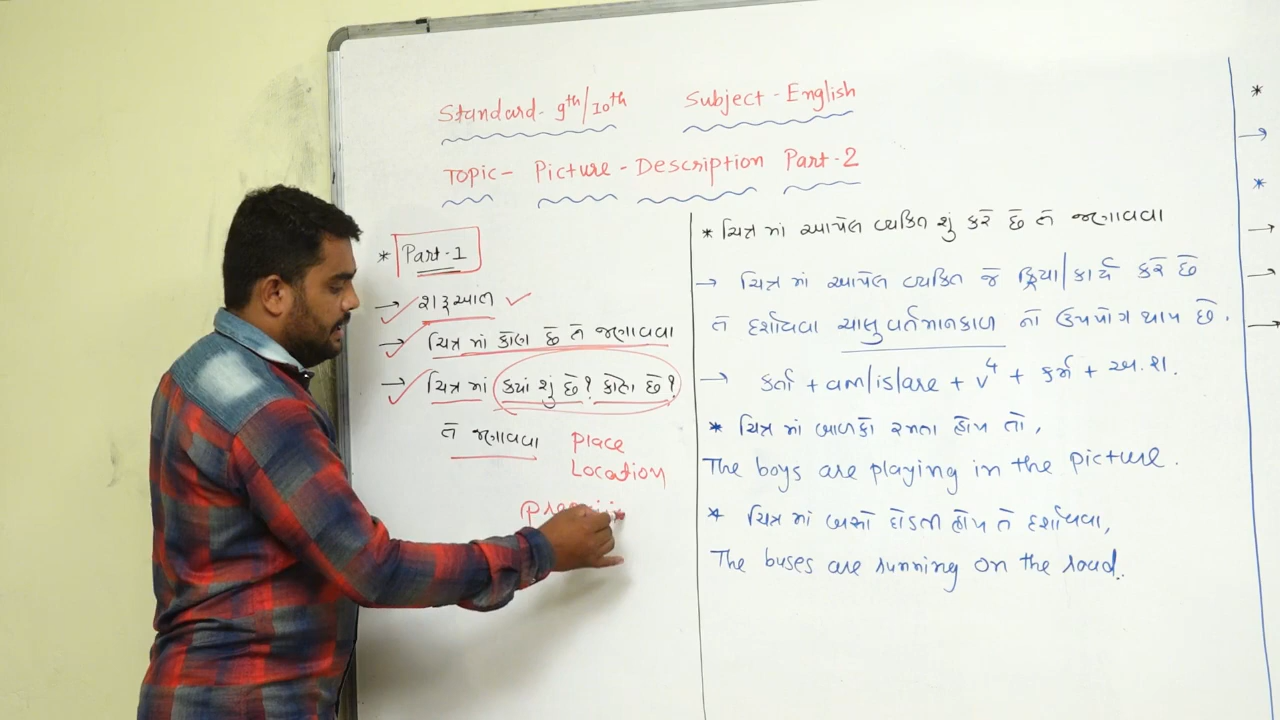 Standard - 9th/10th Subject - English
Topic - Picture - Description Part-2
* Part-1
→ શરૂઆત
→ ચિત્ર માં કોણ છે તે જણાવવા
→ ચિત્ર માં ક્યાં શું છે? કોના છે?
તે જણાવવા
Place
Location
* ચિત્ર માં આપેલ વ્યકિત શું કરે છે તે જણાવવા
→ ચિત્ર માં આપેલ વ્યકિત જે ક્રિયા/કાર્ય કરે છે
તે દર્શાવવા ચાલુ વર્તમાનકાળ નો ઉપયોગ થાય છે.
→ કર્તા + am/is/are + v4 + કર્મ + અ.શ.
* ચિત્ર માં બાળકો રમતા હોય તો,
The boys are playing in the picture.
* ચિત્ર માં બસો દોડતી હોય તે દર્શાવવા,
The buses are running on the road.
*
→
*
→
→
→